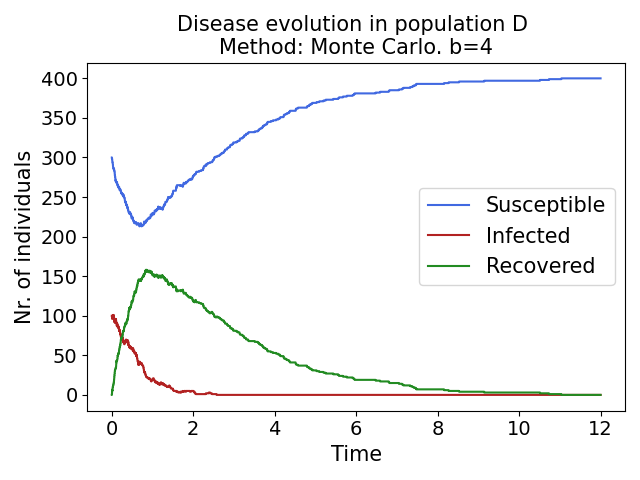 Disease evolution in population D
Method: Monte Carlo. b=4
400
350
300
250
200
150
100
50
0
Nr. of individuals
Susceptible
Infected
Recovered
0 2 4 6 8 10 12
Time